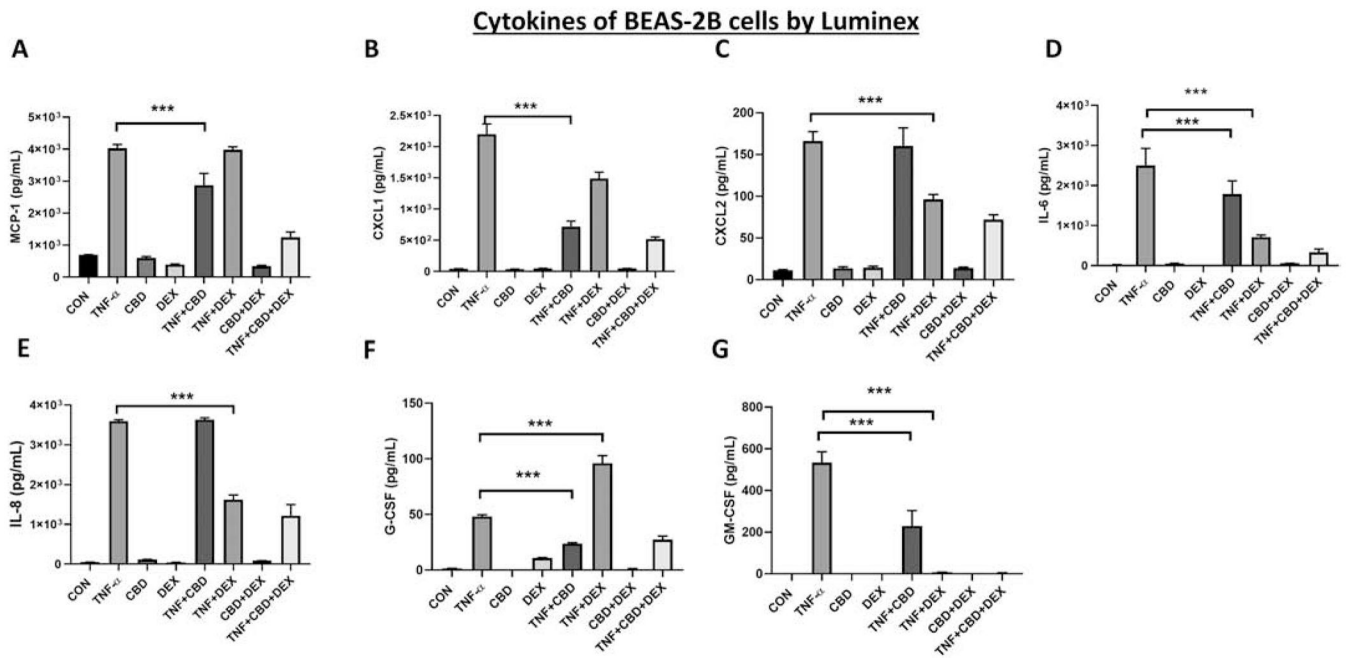 Cytokines of BEAS-2B cells by Luminex
A
MCP-1 (pg/mL)
5×10³
4×10³
3×10³
2×10³
1×10³
0
***
CON
TNF-α
CBD
DEX
TNF+CBD
TNF+DEX
CBD+DEX
TNF+CBD+DEX
B
CXCL1 (pg/mL)
2.5×10³
2×10³
1.5×10³
1×10³
5×10²
0
***
CON
TNF-α
CBD
DEX
TNF+CBD
TNF+DEX
CBD+DEX
TNF+CBD+DEX
C
CXCL2 (pg/mL)
200
150
100
50
0
***
CON
TNF-α
CBD
DEX
TNF+CBD
TNF+DEX
CBD+DEX
TNF+CBD+DEX
D
IL-6 (pg/mL)
4×10³
3×10³
2×10³
1×10³
0
***
***
CON
TNF-α
CBD
DEX
TNF+CBD
TNF+DEX
CBD+DEX
TNF+CBD+DEX
E
IL-8 (pg/mL)
4×10³
3×10³
2×10³
1×10³
0
***
CON
TNF-α
CBD
DEX
TNF+CBD
TNF+DEX
CBD+DEX
TNF+CBD+DEX
F
G-CSF (pg/mL)
150
100
50
0
***
***
CON
TNF-α
CBD
DEX
TNF+CBD
TNF+DEX
CBD+DEX
TNF+CBD+DEX
G
GM-CSF (pg/mL)
800
600
400
200
0
***
***
CON
TNF-α
CBD
DEX
TNF+CBD
TNF+DEX
CBD+DEX
TNF+CBD+DEX